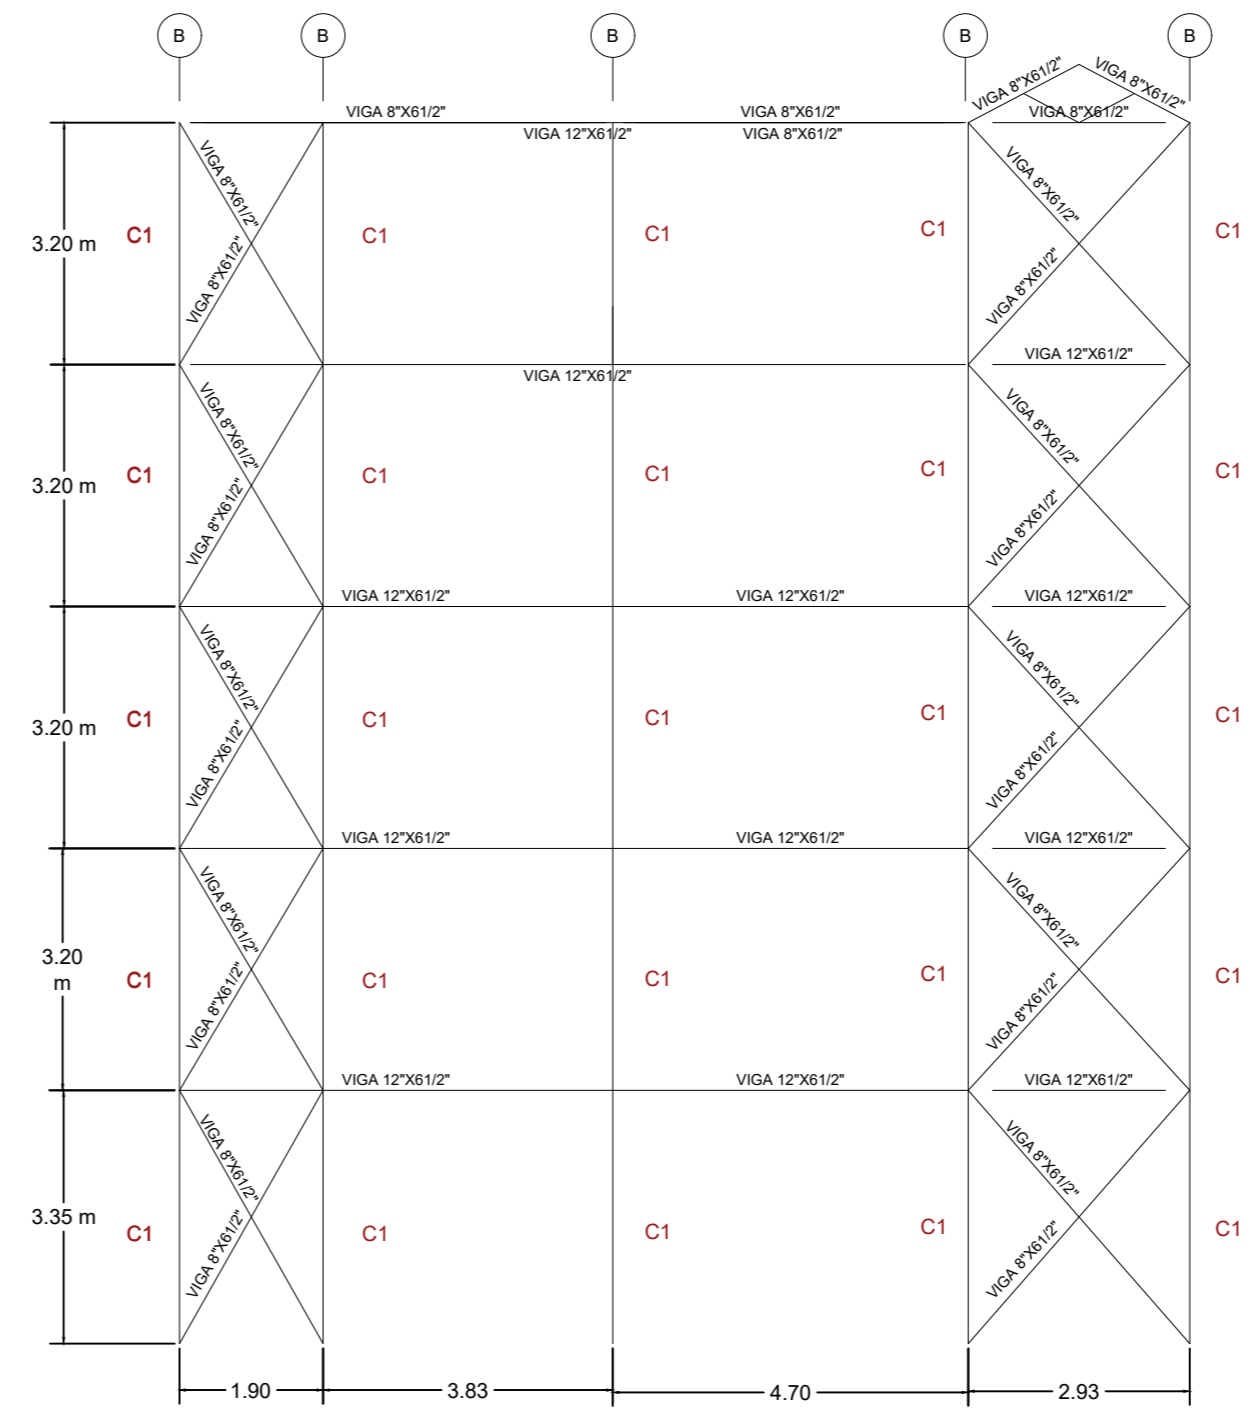 B B B B B
VIGA 8"X61/2" VIGA 8"X61/2"
VIGA 8"X61/2" VIGA 8"X61/2" VIGA 8"X61/2"
VIGA 12"X61/2" VIGA 8"X61/2"
VIGA 8"X61/2" VIGA 8"X61/2"
3.20 m C1 C1 C1 C1 C1
VIGA 8"X61/2" VIGA 8"X61/2"
VIGA 12"X61/2"
VIGA 12"X61/2"
VIGA 8"X61/2" VIGA 8"X61/2"
3.20 m C1 C1 C1 C1 C1
VIGA 8"X61/2" VIGA 8"X61/2"
VIGA 12"X61/2" VIGA 12"X61/2" VIGA 12"X61/2"
VIGA 8"X61/2" VIGA 8"X61/2"
3.20 m C1 C1 C1 C1 C1
VIGA 8"X61/2" VIGA 8"X61/2"
VIGA 12"X61/2" VIGA 12"X61/2" VIGA 12"X61/2"
VIGA 8"X61/2" VIGA 8"X61/2"
3.20
m C1 C1 C1 C1 C1
VIGA 8"X61/2" VIGA 8"X61/2"
VIGA 12"X61/2" VIGA 12"X61/2" VIGA 12"X61/2"
VIGA 8"X61/2" VIGA 8"X61/2"
3.35 m C1 C1 C1 C1 C1
VIGA 8"X61/2" VIGA 8"X61/2"
1.90 3.83 4.70 2.93